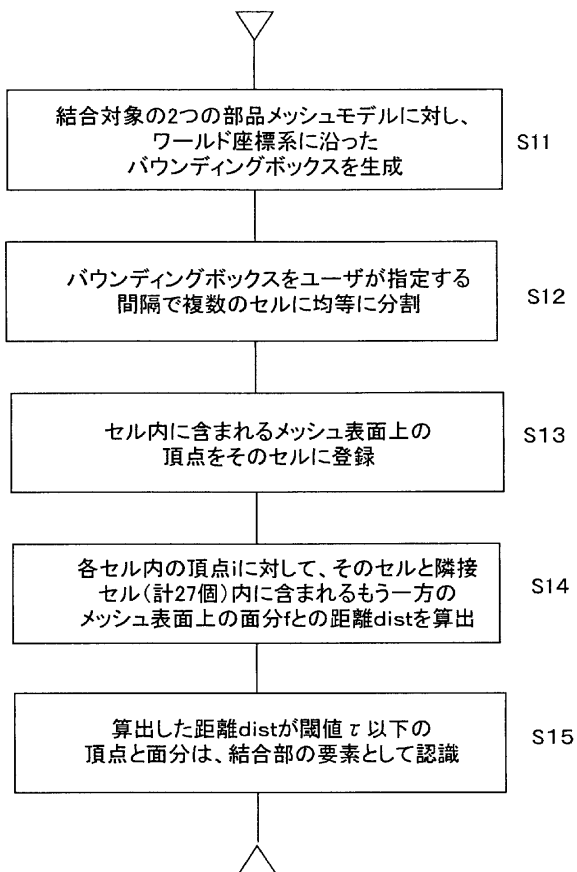 結合対象の2つの部品メッシュモデルに対し、
ワールド座標系に沿った
バウンディングボックスを生成
S11
バウンディングボックスをユーザが指定する
間隔で複数のセルに均等に分割
S12
セル内に含まれるメッシュ表面上の
頂点をそのセルに登録
S13
各セル内の頂点iに対して、そのセルと隣接
セル(計27個)内に含まれるもう一方の
メッシュ表面上の面分fとの距離distを算出
S14
算出した距離distが閾値τ以下の
頂点と面分は、結合部の要素として認識
S15